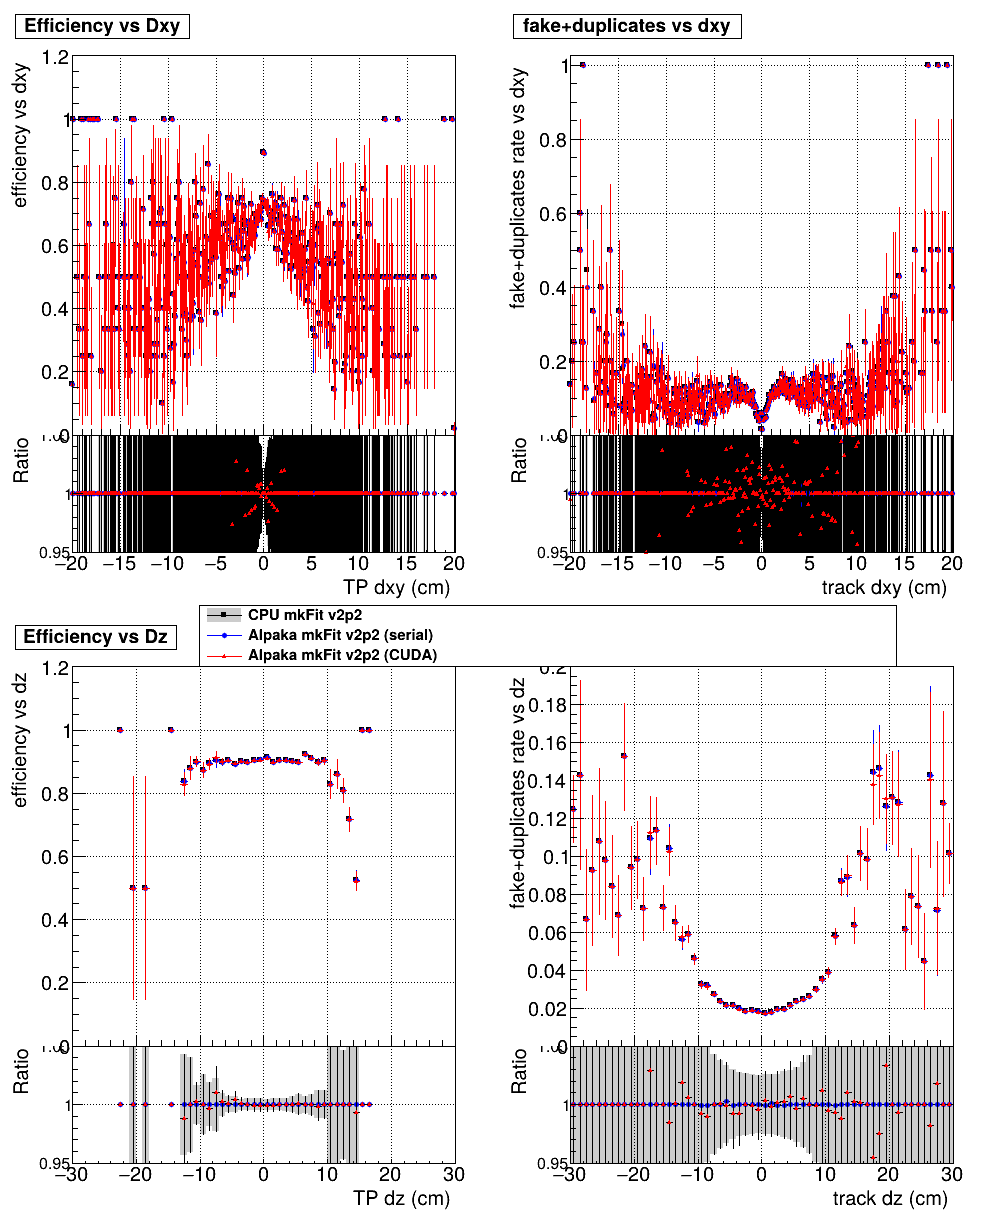 Efficiency vs Dxy
fake+duplicates vs dxy
efficiency vs dxy
1.2
1
0.8
0.6
0.4
0.2
0
Ratio
1
0.95
−20 −15 −10 −5 0 5 10 15 20
TP dxy (cm)
fake+duplicates rate vs dxy
1
0.8
0.6
0.4
0.2
0
Ratio
1
0.95
−20 −15 −10 −5 0 5 10 15 20
track dxy (cm)
CPU mkFit v2p2
Alpaka mkFit v2p2 (serial)
Alpaka mkFit v2p2 (CUDA)
Efficiency vs Dz
efficiency vs dz
1.2
1
0.8
0.6
0.4
0.2
0
Ratio
1
0.95
−30 −20 −10 0 10 20 30
TP dz (cm)
fake+duplicates rate vs dz
0.2
0.18
0.16
0.14
0.12
0.1
0.08
0.06
0.04
0.02
0
Ratio
1
0.95
−30 −20 −10 0 10 20 30
track dz (cm)